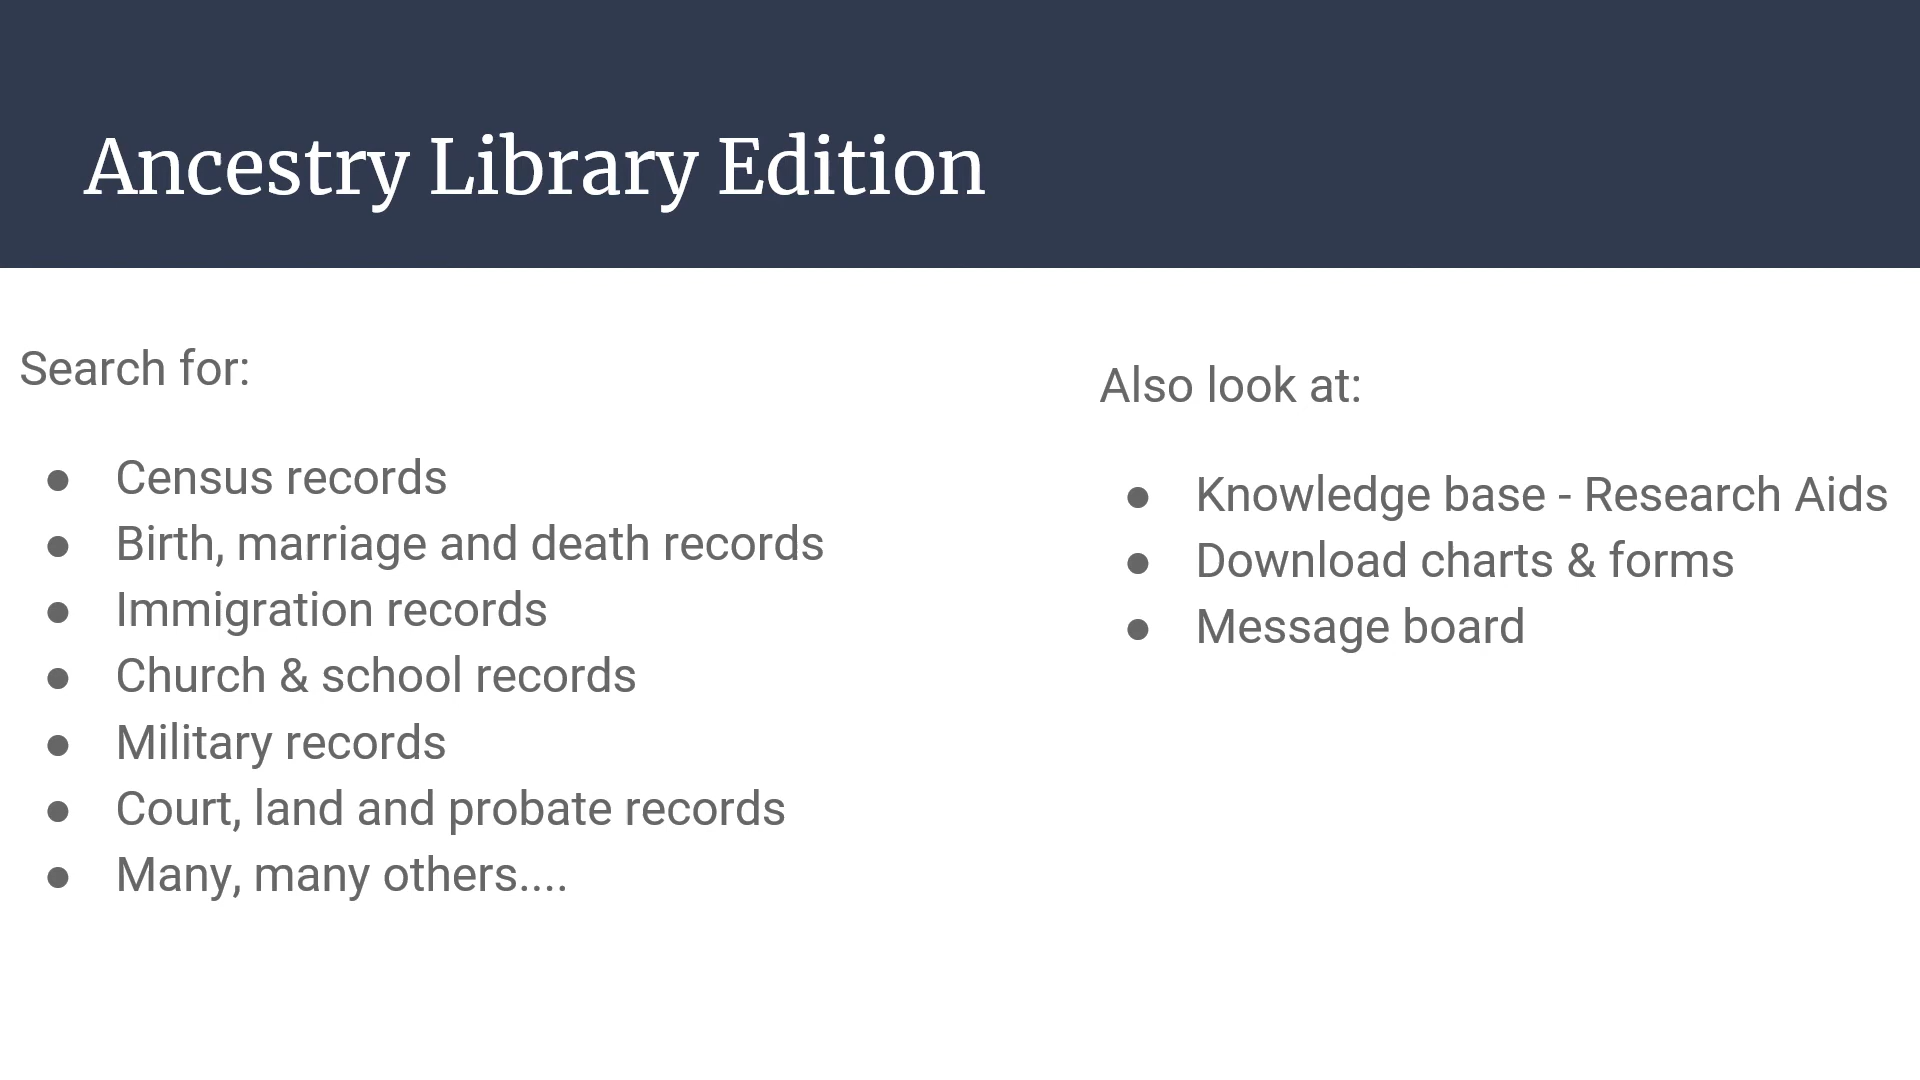 Ancestry Library Edition
Search for:
● Census records
● Birth, marriage and death records
● Immigration records
● Church & school records
● Military records
● Court, land and probate records
● Many, many others....
Also look at:
● Knowledge base - Research Aids
● Download charts & forms
● Message board